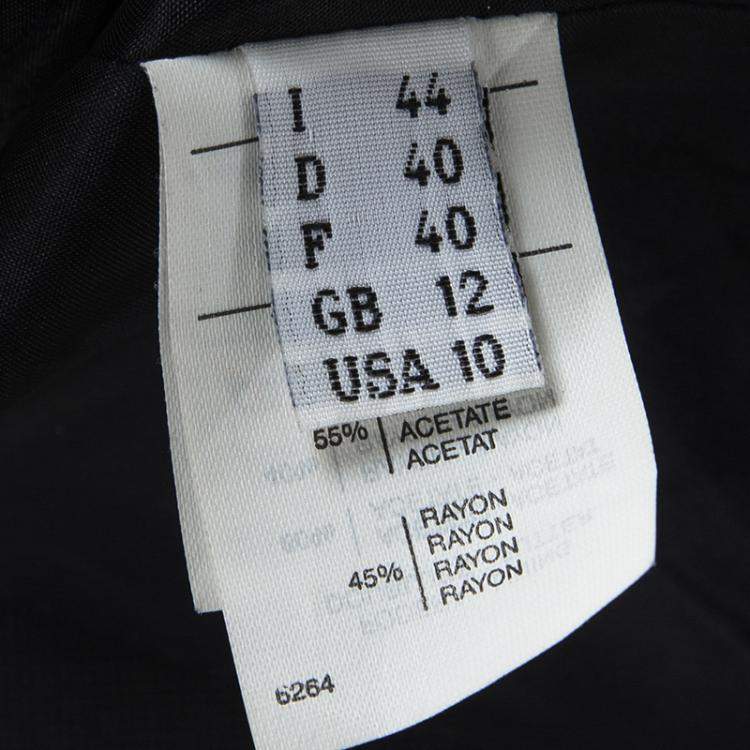 I 44
D 40
F 40
GB 12
USA 10
55% ACETATE
ACETAT
RAYON
RAYON
45% RAYON
RAYON
6264